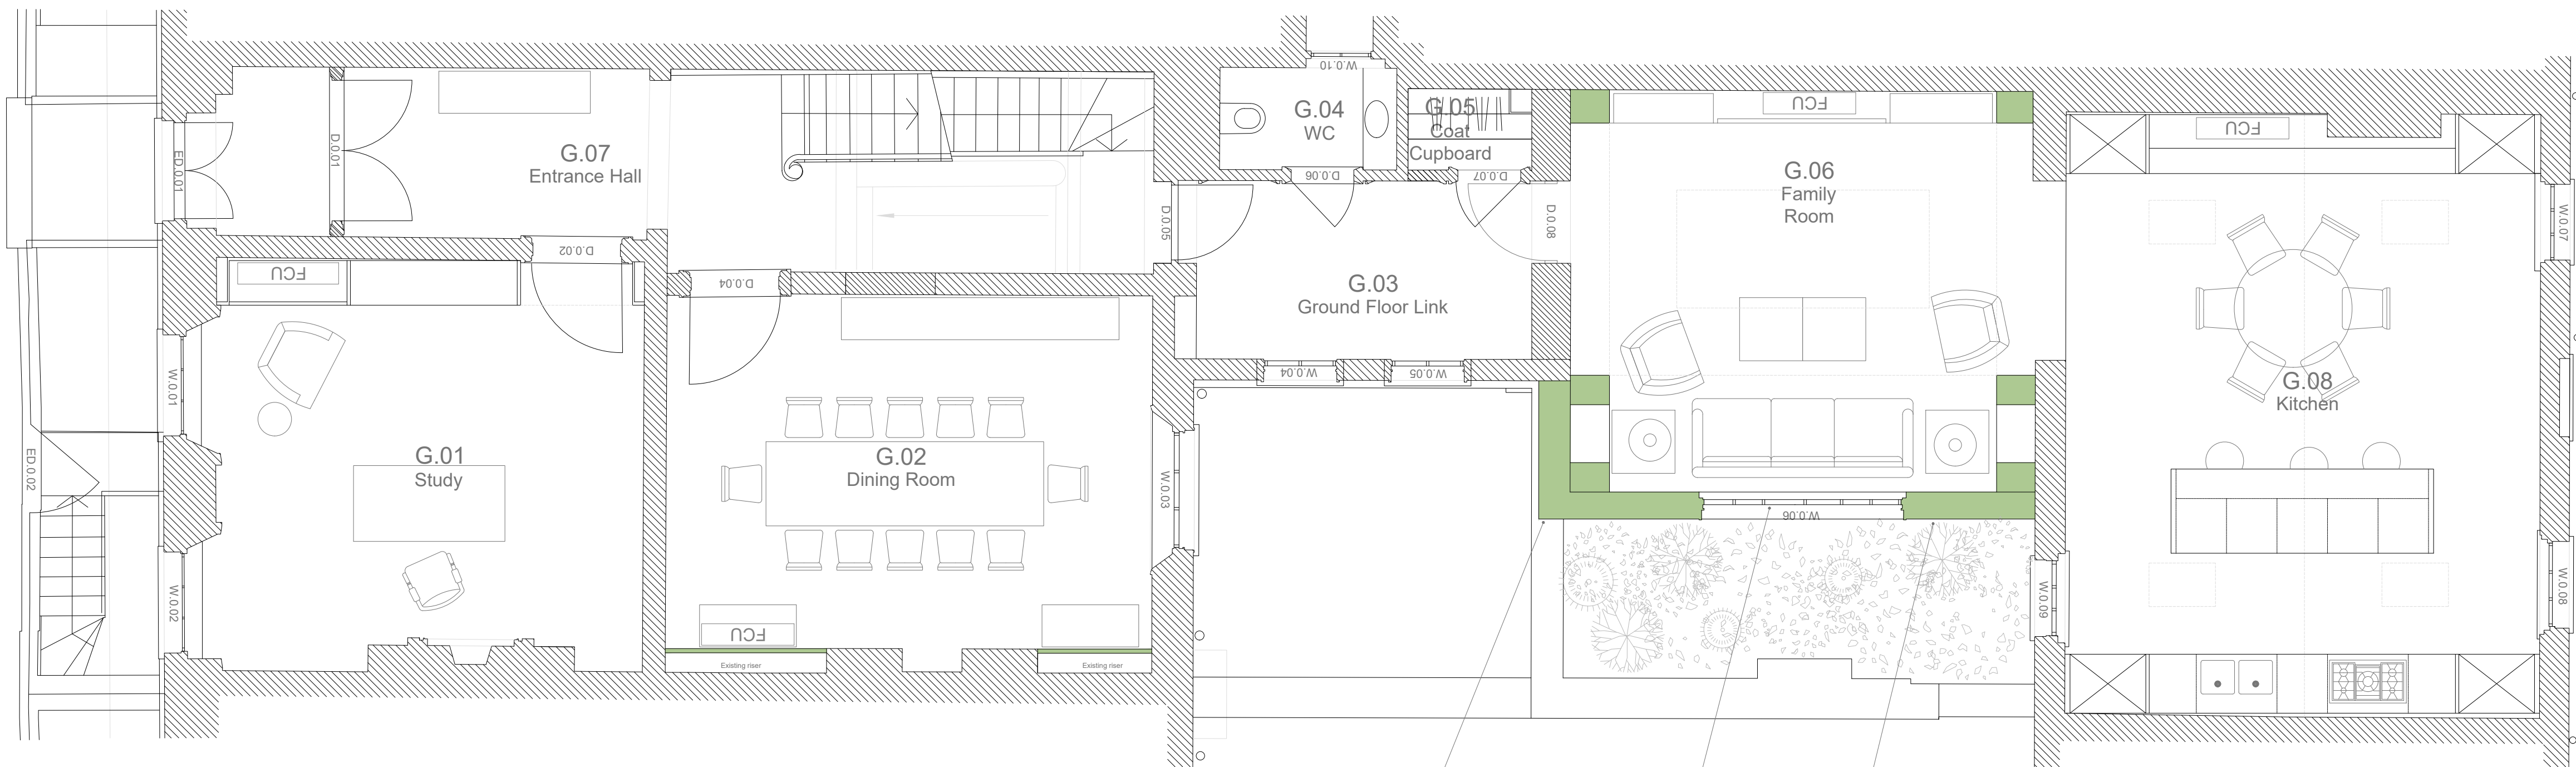 W.0.10
FCU
G.04
WC
G.05
Coat
Cupboard
FCU
ED.0.01
D.0.01
G.07
Entrance Hall
D.0.06
D.0.07
G.06
Family
Room
D.0.05
D.0.08
W.0.07
D.0.02
FCU
D.0.04
G.03
Ground Floor Link
W.0.01
W.0.04
W.0.05
G.08
Kitchen
ED.0.02
G.01
Study
G.02
Dining Room
W.0.03
W.0.06
W.0.02
W.0.09
W.0.08
FCU
Existing riser
Existing riser